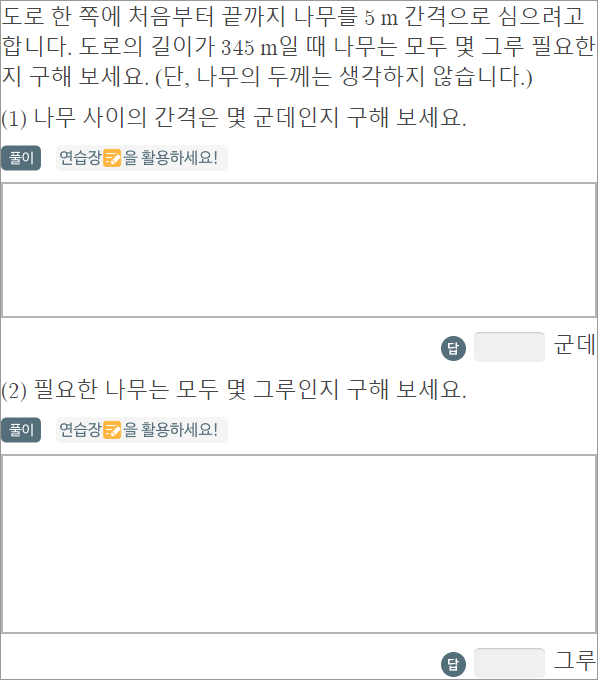 도로 한 쪽에 처음부터 끝까지 나무를 5 m 간격으로 심으려고
합니다. 도로의 길이가 345 m일 때 나무는 모두 몇 그루 필요한
지 구해 보세요. (단, 나무의 두께는 생각하지 않습니다.)
(1) 나무 사이의 간격은 몇 군데인지 구해 보세요.
풀이 연습장을 활용하세요!
답 군데
(2) 필요한 나무는 모두 몇 그루인지 구해 보세요.
풀이 연습장을 활용하세요!
답 그루